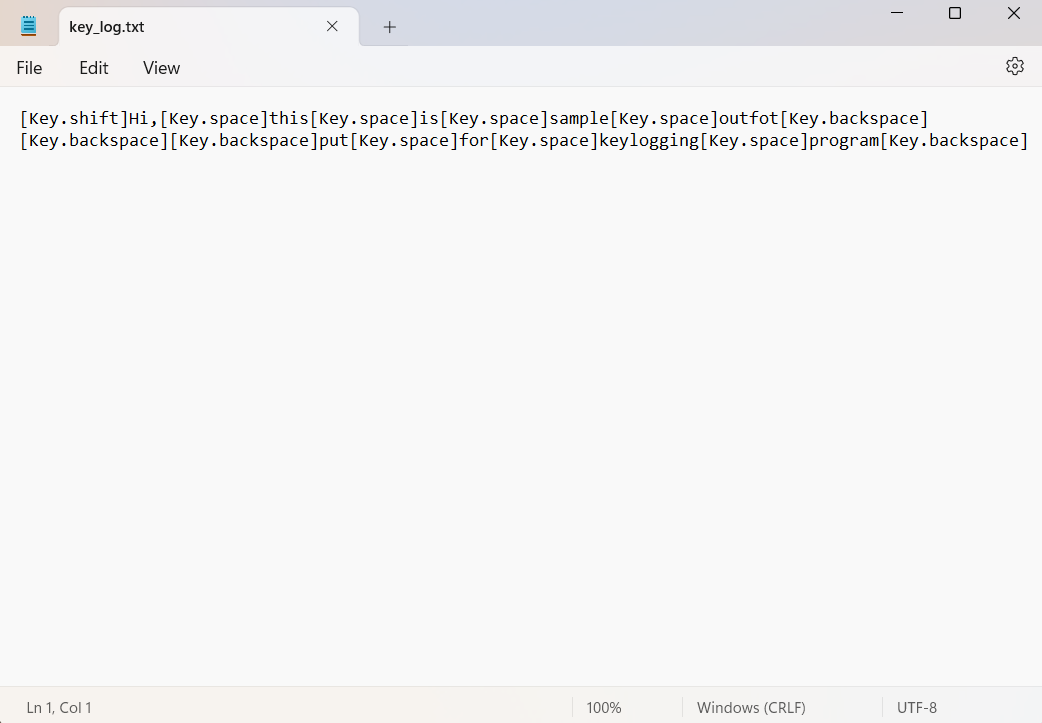 key_log.txt
File Edit View
[Key.shift]Hi,[Key.space]this[Key.space]is[Key.space]sample[Key.space]outfot[Key.backspace]
[Key.backspace][Key.backspace]put[Key.space]for[Key.space]keylogging[Key.space]program[Key.backspace]
Ln 1, Col 1 100% Windows (CRLF) UTF-8